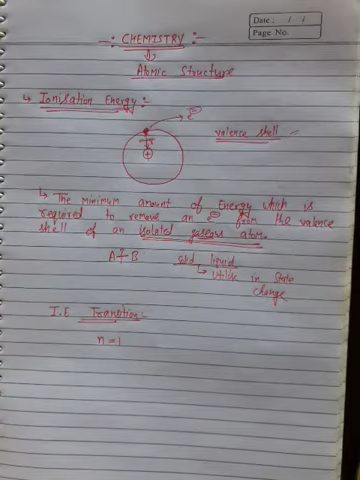 Date : / /
Page No.
-: CHEMISTRY :-
Atomic Structure
↳ Ionisation Energy :-
e⊖
valence shell =
+
↳ The minimum amount of Energy which is
required to remove an e⊖ from the valence
shell of an isolated gaseous atom.
A + B solid liquid
↳ Utilise in State
change
I.E Transition:-
n = 1